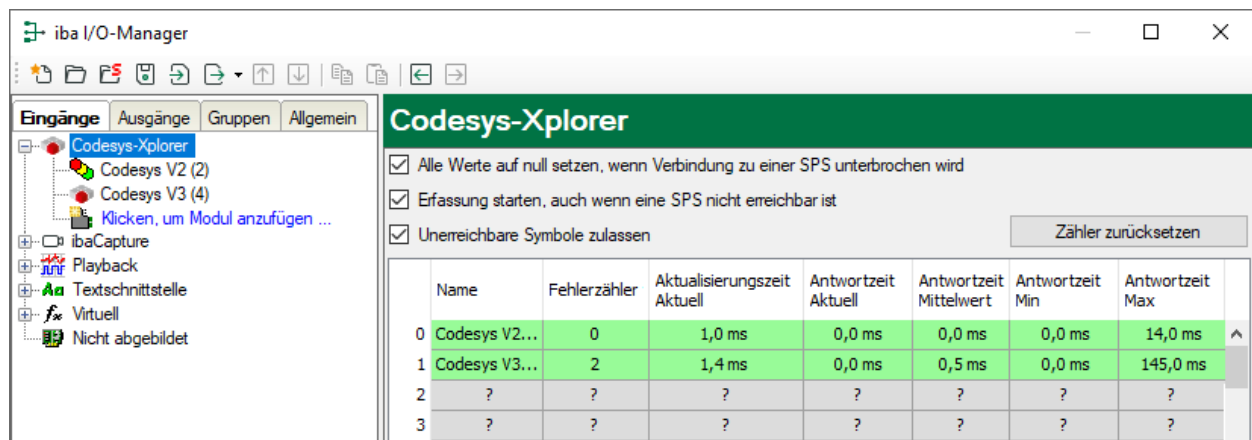 iba I/O-Manager
Eingänge Ausgänge Gruppen Allgemein
Codesys-Xplorer
Codesys V2 (2)
Codesys V3 (4)
Klicken, um Modul anzufügen ...
ibaCapture
Playback
Textschnittstelle
Virtuell
Nicht abgebildet
Codesys-Xplorer
Alle Werte auf null setzen, wenn Verbindung zu einer SPS unterbrochen wird
Erfassung starten, auch wenn eine SPS nicht erreichbar ist
Unerreichbare Symbole zulassen
Zähler zurücksetzen
Name Fehlerzähler Aktualisierungszeit Aktuell Antwortzeit Aktuell Antwortzeit Mittelwert Antwortzeit Min Antwortzeit Max
0 Codesys V2... 0 1,0 ms 0,0 ms 0,0 ms 0,0 ms 14,0 ms
1 Codesys V3... 2 1,4 ms 0,0 ms 0,5 ms 0,0 ms 145,0 ms
2 ? ? ? ? ? ? ?
3 ? ? ? ? ? ? ?